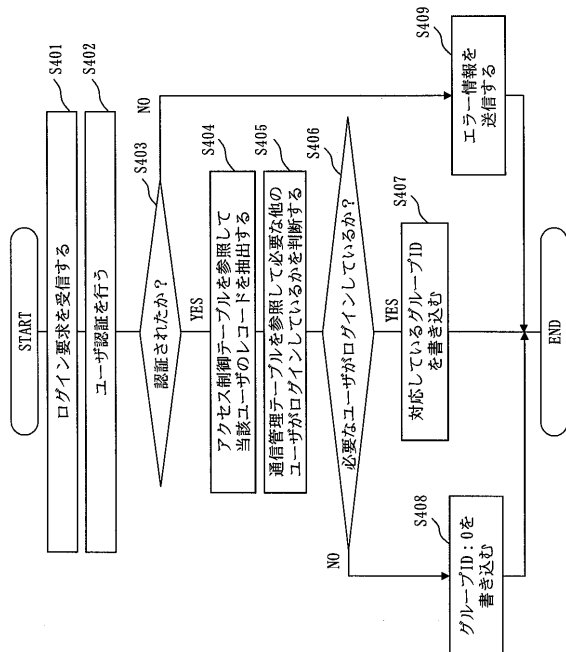 START
ログイン要求を受信する
S401
ユーザ認証を行う
S402
認証されたか？
S403
NO
YES
アクセス制御テーブルを参照して
当該ユーザのレコードを抽出する
S404
通信管理テーブルを参照して必要な他の
ユーザがログインしているかを判断する
S405
必要なユーザがログインしているか？
S406
NO
YES
対応しているグループID
を書き込む
S407
グループID：0を
書き込む
S408
エラー情報を
送信する
S409
END